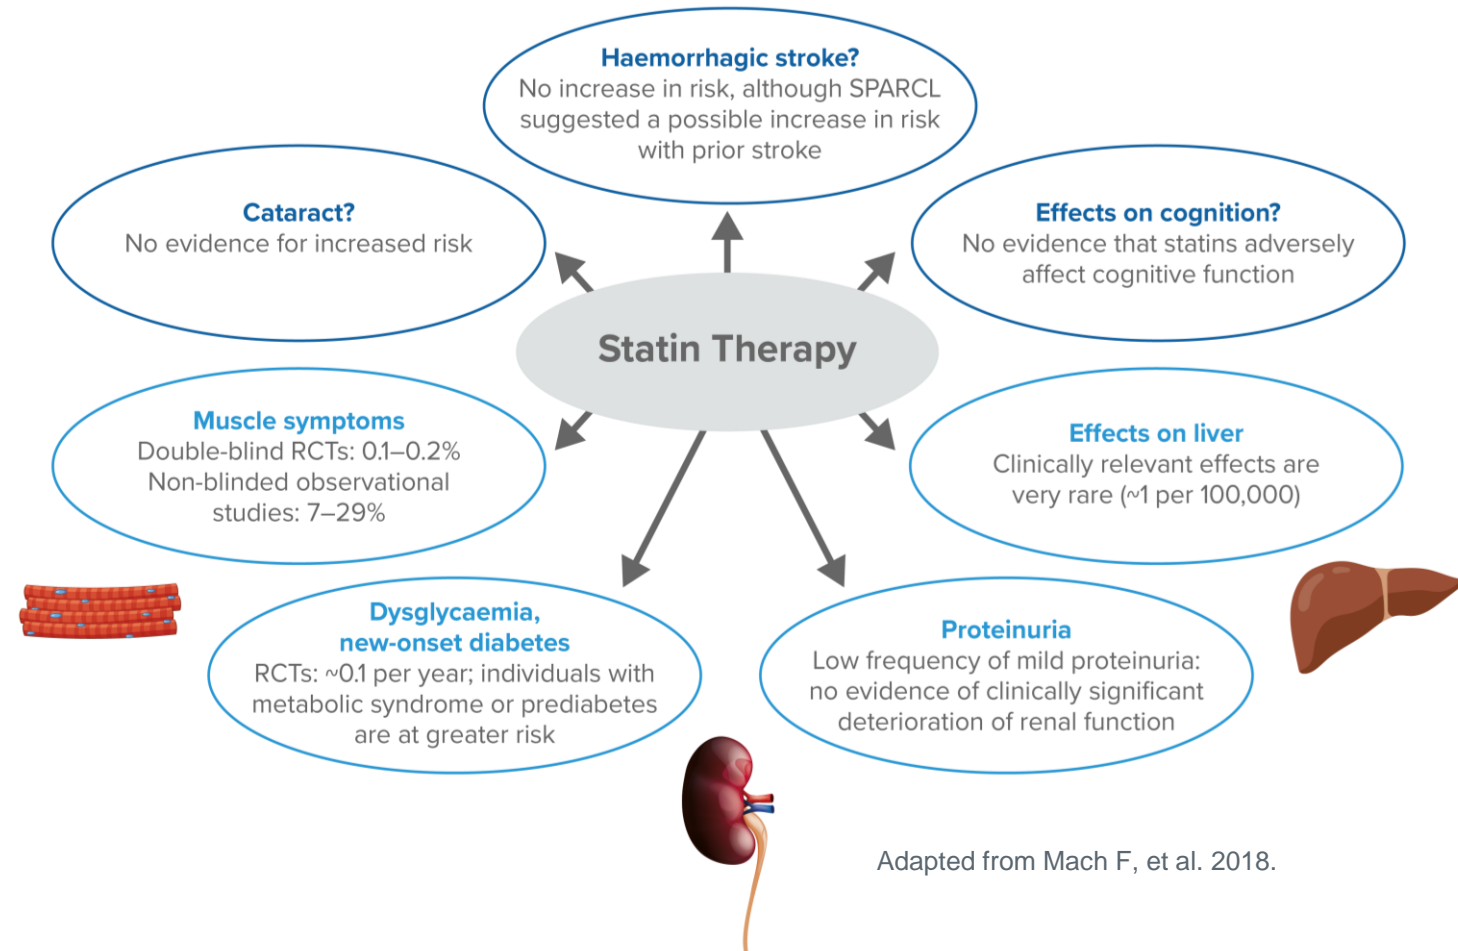 Haemorrhagic stroke?
No increase in risk, although SPARCL
suggested a possible increase in risk
with prior stroke
Cataract?
No evidence for increased risk
Effects on cognition?
No evidence that statins adversely
affect cognitive function
Statin Therapy
Muscle symptoms
Double-blind RCTs: 0.1–0.2%
Non-blinded observational
studies: 7–29%
Effects on liver
Clinically relevant effects are
very rare (~1 per 100,000)
Dysglycaemia,
new-onset diabetes
RCTs: ~0.1 per year; individuals with
metabolic syndrome or prediabetes
are at greater risk
Proteinuria
Low frequency of mild proteinuria:
no evidence of clinically significant
deterioration of renal function
Adapted from Mach F, et al. 2018.